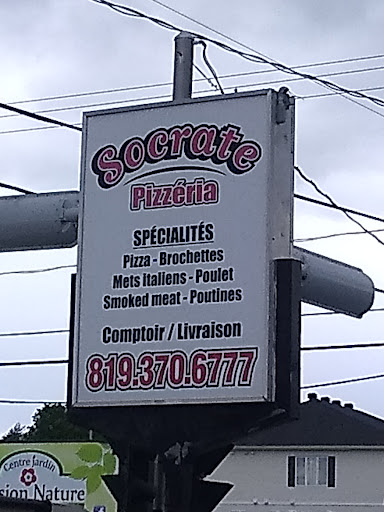 Socrate
Pizzéria
SPÉCIALITÉS
Pizza - Brochettes
Mets italiens - Poulet
Smoked meat - Poutines
Comptoir / Livraison
819.370.6777
Centre Jardin
Nature